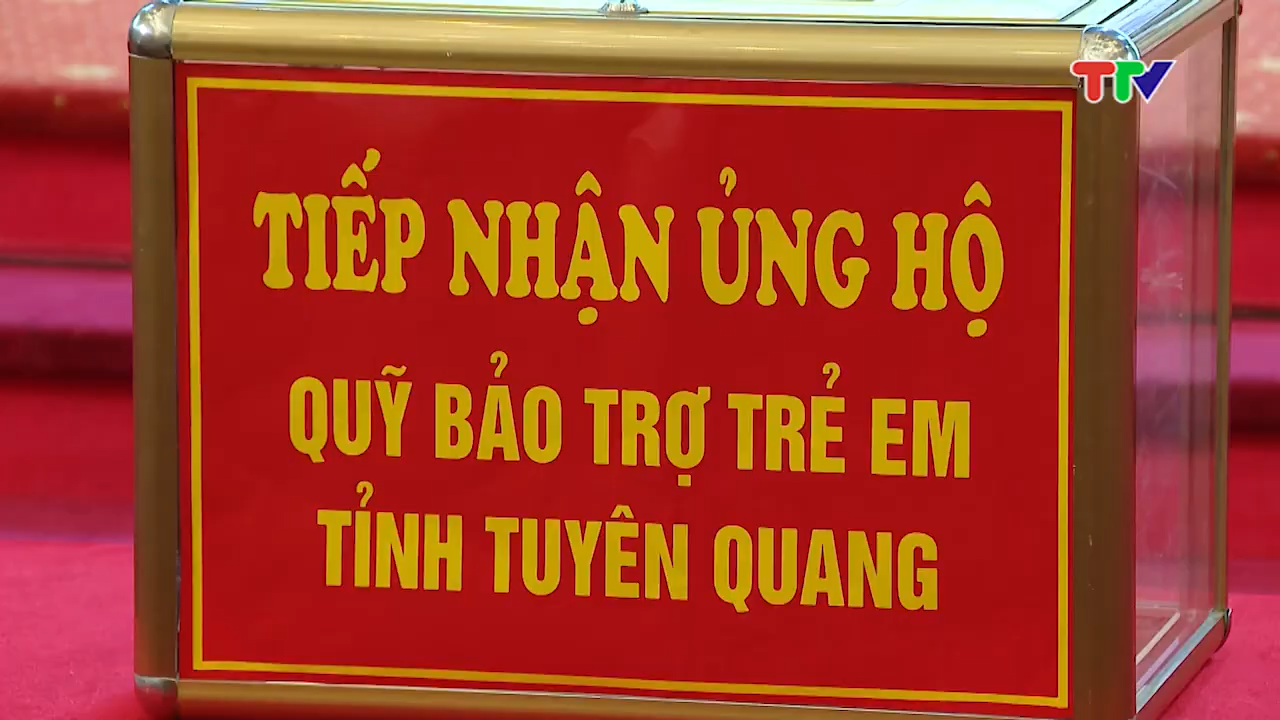 TTV
TIẾP NHẬN ỦNG HỘ
QUỸ BẢO TRỢ TRẺ EM
TỈNH TUYÊN QUANG